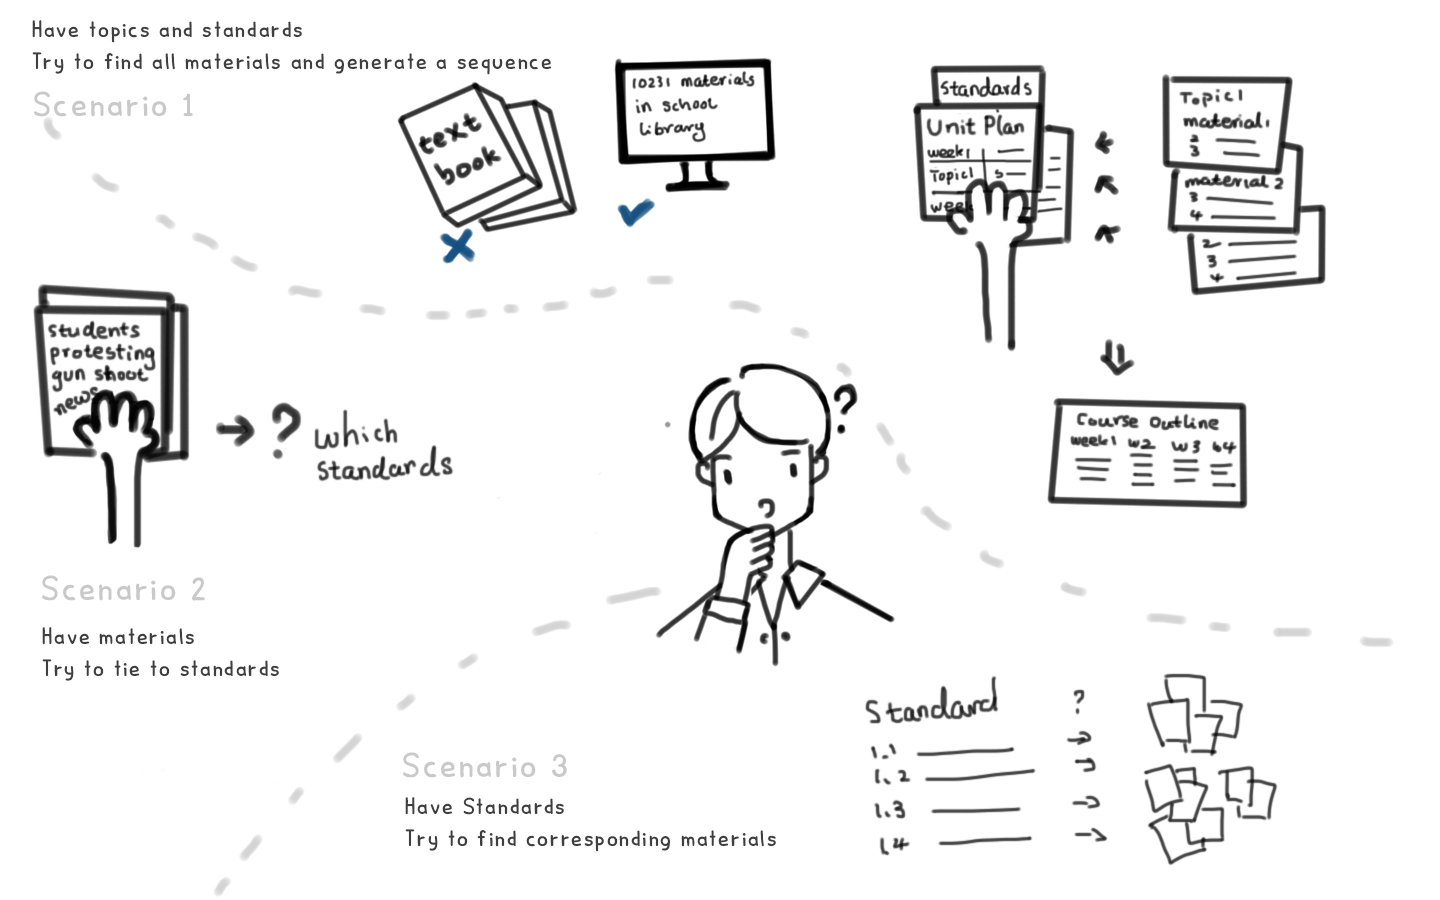 Have topics and standards
Try to find all materials and generate a sequence
Scenario 1
text
book
10231 materials
in school
library
Standards
Unit Plan
week1
Topic1 3
week
Topic1
material1
2
3
material 2
3
4
2
3
4
Course Outline
week1 w2 w3 w4
students
protesting
gun shoot
news
? which
standards
?
?
Scenario 2
Have materials
Try to tie to standards
Scenario 3
Have Standards
Try to find corresponding materials
Standard ?
1.1
1.2
1.3
1.4